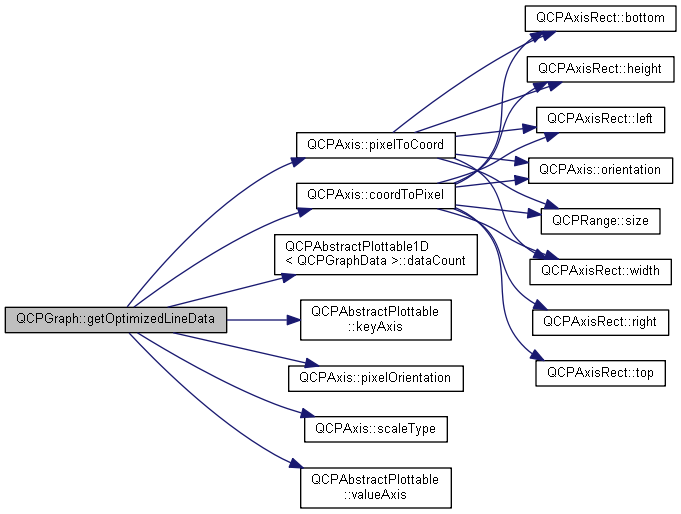 QCPGraph::getOptimizedLineData
QCPAxis::pixelToCoord
QCPAxis::coordToPixel
QCPAbstractPlottable1D
< QCPGraphData >::dataCount
QCPAbstractPlottable
::keyAxis
QCPAxis::pixelOrientation
QCPAxis::scaleType
QCPAbstractPlottable
::valueAxis
QCPAxisRect::bottom
QCPAxisRect::height
QCPAxisRect::left
QCPAxis::orientation
QCPRange::size
QCPAxisRect::width
QCPAxisRect::right
QCPAxisRect::top